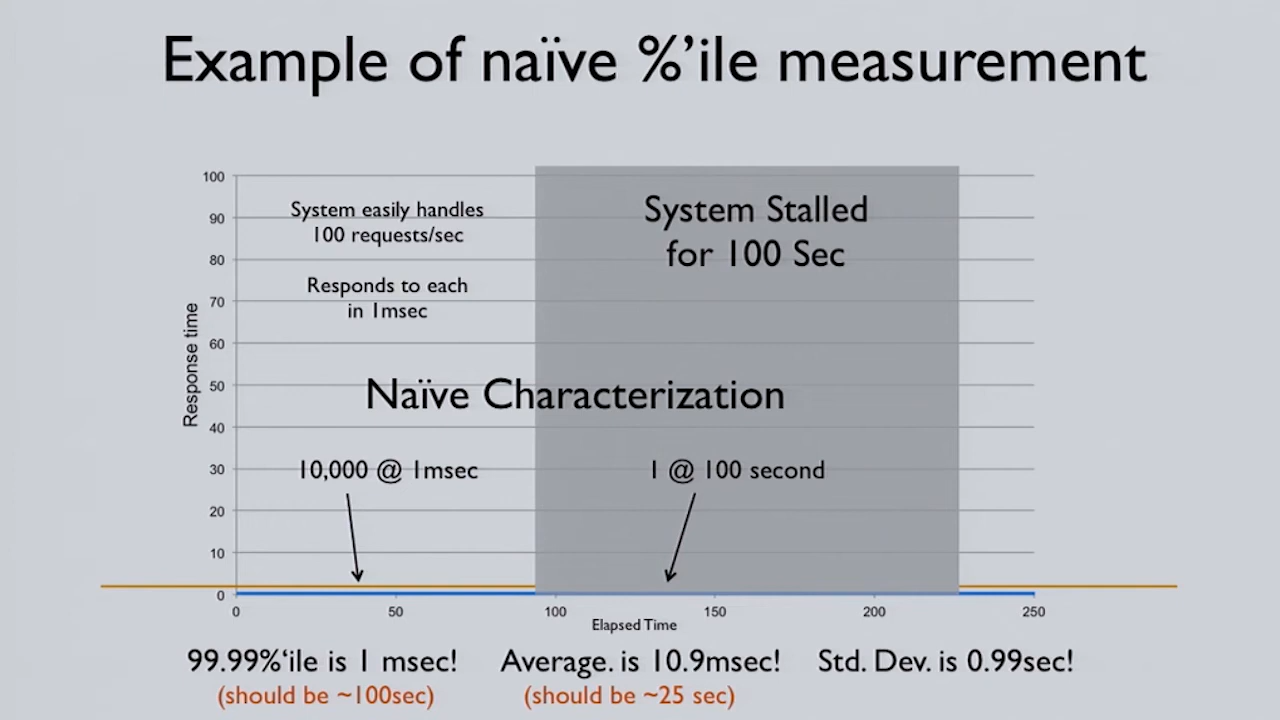 Example of naïve %'ile measurement
100
90
80
70
60
50
40
30
20
10
0
Response time
System easily handles
100 requests/sec
Responds to each
in 1msec
System Stalled
for 100 Sec
Naïve Characterization
10,000 @ 1msec
1 @ 100 second
0
50
100
150
200
250
Elapsed Time
99.99%‘ile is 1 msec!
(should be ~100sec)
Average. is 10.9msec!
(should be ~25 sec)
Std. Dev. is 0.99sec!